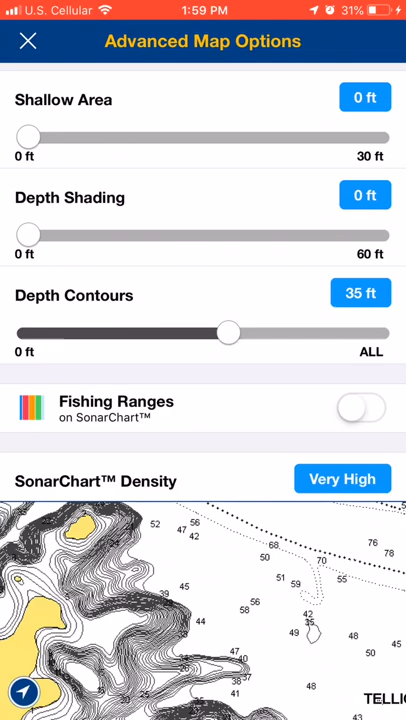 U.S. Cellular 1:59 PM 31%
Advanced Map Options
Shallow Area 0 ft
0 ft 30 ft
Depth Shading 0 ft
0 ft 60 ft
Depth Contours 35 ft
0 ft ALL
Fishing Ranges
on SonarChart™
SonarChart™ Density Very High
52 56
47
42
76
68 78
50 70
51 59 55
45
39 56
58 42
44 35
49 48 45
47 50
40
37
38 48
41
TELLIC
43